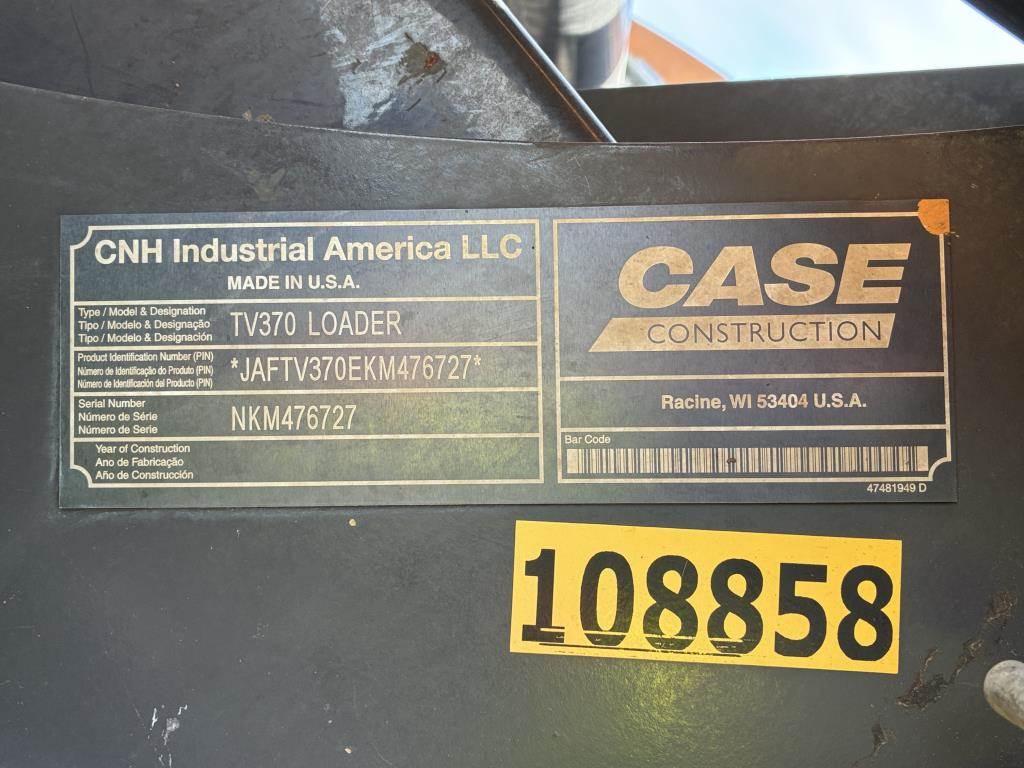 CNH Industrial America LLC
MADE IN U.S.A.
Type / Model & Designation
Tipo / Modelo & Designação
Tipo / Modelo & Designación
TV370 LOADER
Product Identification Number (PIN)
Número de Identificação do Produto (PIN)
Número de Identificación del Producto (PIN)
*JAFTV370EKM476727*
Serial Number
Número de Série
Número de Serie
NKM476727
Year of Construction
Ano de Fabricação
Año de Construcción
CASE
CONSTRUCTION
Racine, WI 53404 U.S.A.
Bar Code
47481949 D
108858